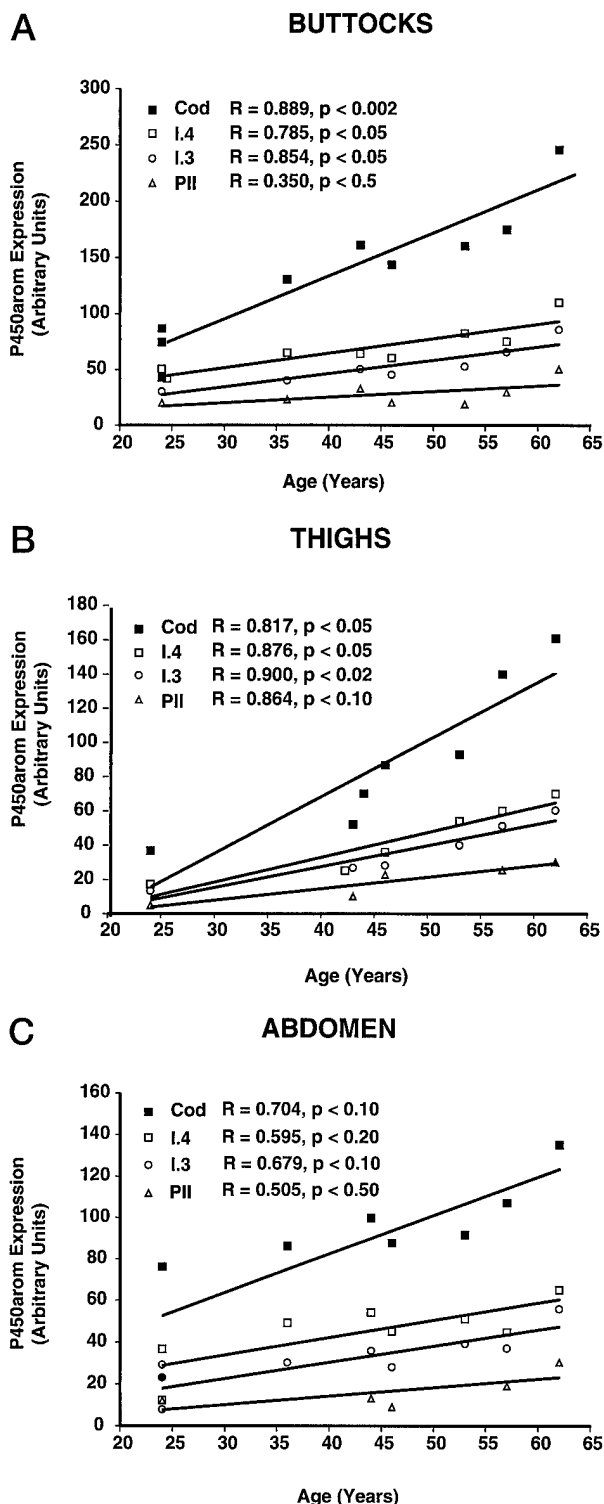 A
BUTTOCKS
P450arom Expression
(Arbitrary Units)
300
250
200
150
100
50
0
Cod R = 0.889, p < 0.002
I.4 R = 0.785, p < 0.05
I.3 R = 0.854, p < 0.05
PII R = 0.350, p < 0.5
20 25 30 35 40 45 50 55 60 65
Age (Years)
B
THIGHS
P450arom Expression
(Arbitrary Units)
180
160
140
120
100
80
60
40
20
0
Cod R = 0.817, p < 0.05
I.4 R = 0.876, p < 0.05
I.3 R = 0.900, p < 0.02
PII R = 0.864, p < 0.10
20 25 30 35 40 45 50 55 60 65
Age (Years)
C
ABDOMEN
P450arom Expression
(Arbitrary Units)
160
140
120
100
80
60
40
20
0
Cod R = 0.704, p < 0.10
I.4 R = 0.595, p < 0.20
I.3 R = 0.679, p < 0.10
PII R = 0.505, p < 0.50
20 25 30 35 40 45 50 55 60 65
Age (Years)